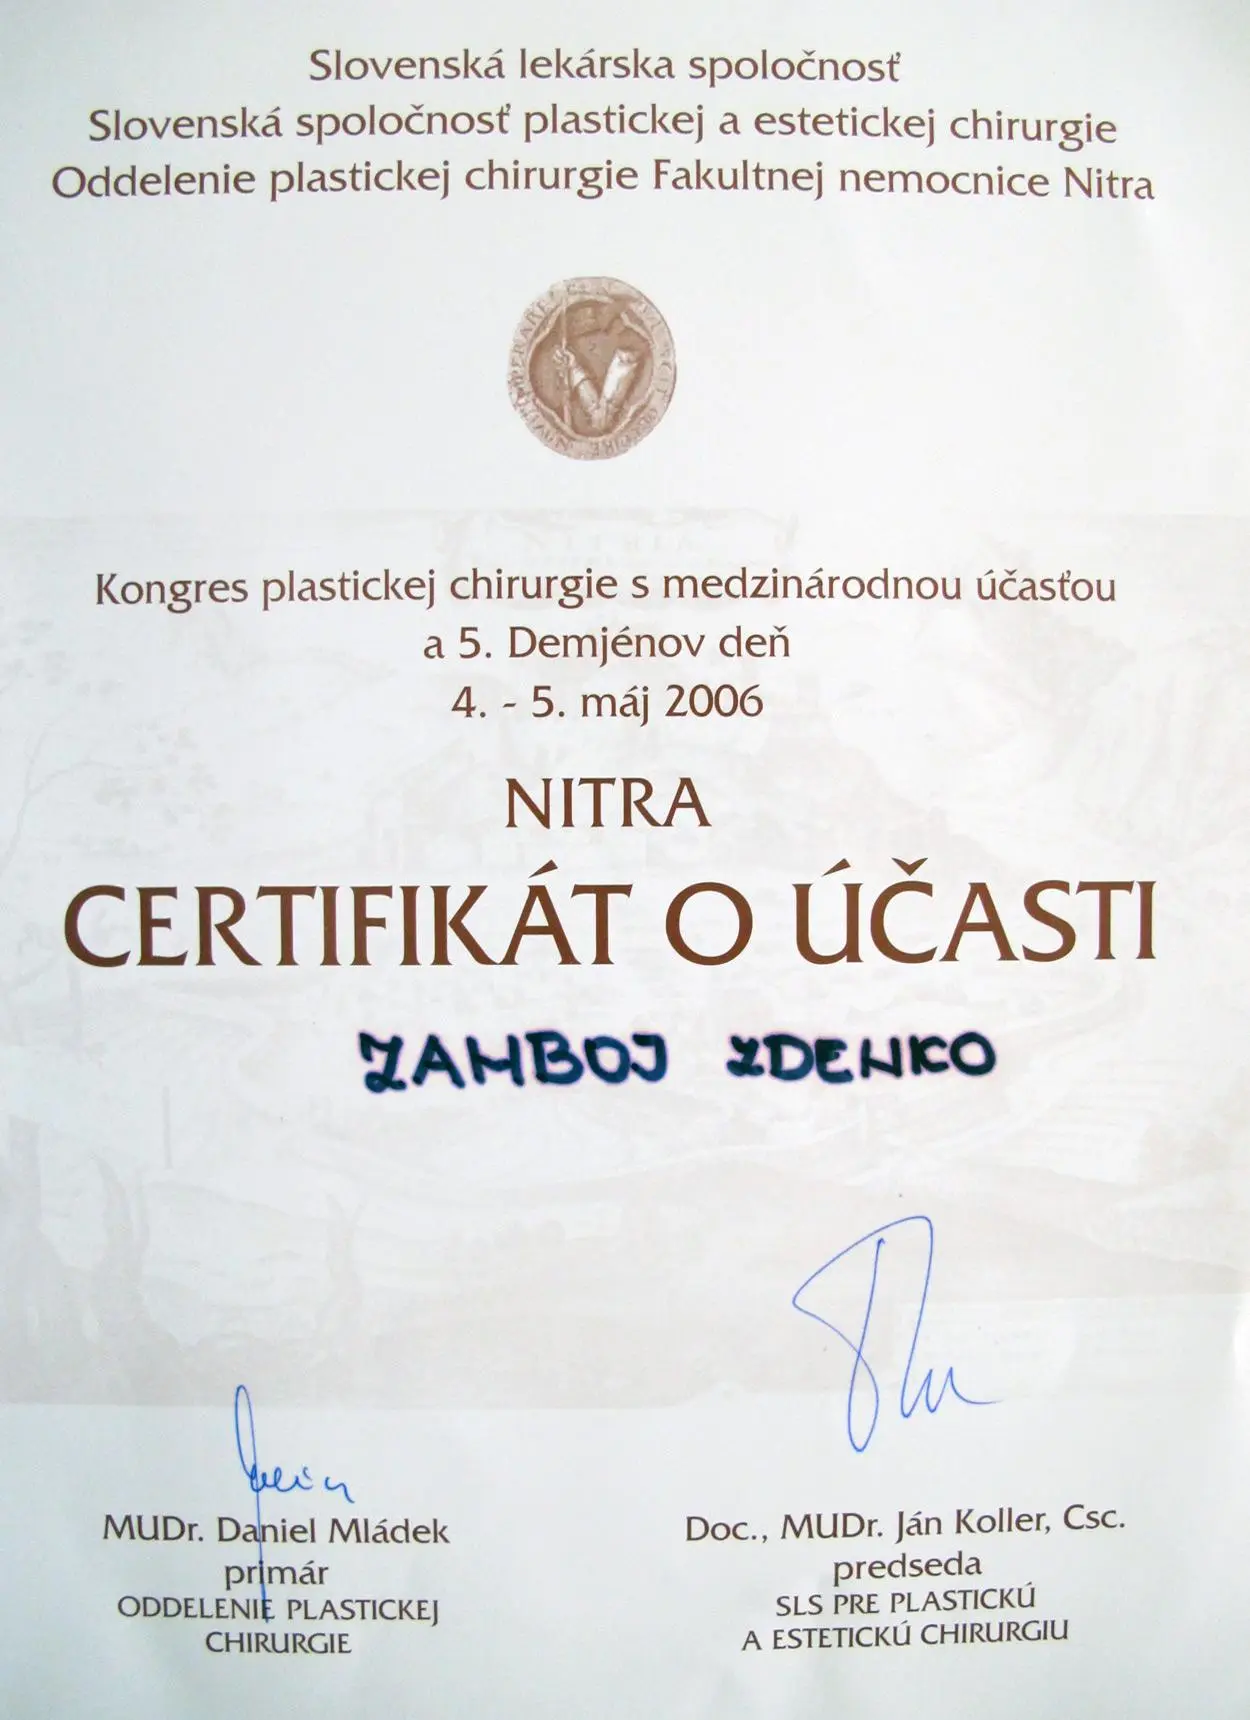 Slovenská lekárska spoločnosť
Slovenská spoločnosť plastickej a estetickej chirurgie
Oddelenie plastickej chirurgie Fakultnej nemocnice Nitra
Kongres plastickej chirurgie s medzinárodnou účasťou
a 5. Demjénov deň
4. - 5. máj 2006
NITRA
CERTIFIKÁT O ÚČASTI
ZAMBOJ ZDENKO
MUDr. Daniel Mládek
primár
ODDELENIE PLASTICKEJ
CHIRURGIE
Doc., MUDr. Ján Koller, Csc.
predseda
SLS PRE PLASTICKÚ
A ESTETICKÚ CHIRURGIU